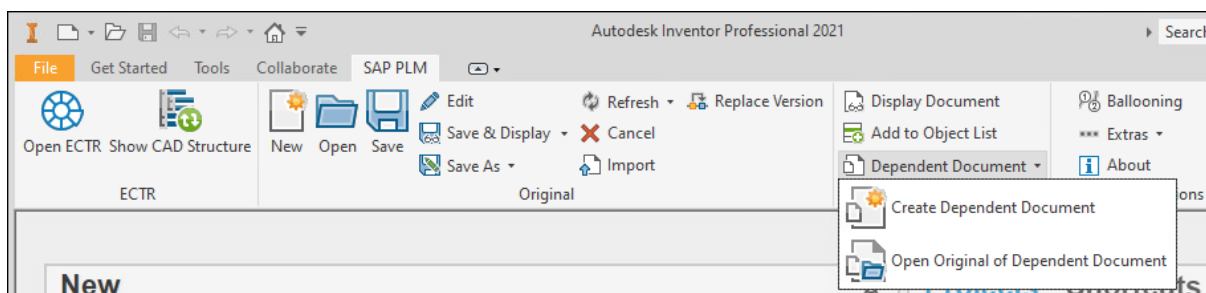 Autodesk Inventor Professional 2021
Search
File Get Started Tools Collaborate SAP PLM
Edit Refresh Replace Version Display Document Ballooning
Save & Display Cancel Add to Object List Extras
Open ECTR Show CAD Structure New Open Save
Save As Import Dependent Document About
ECTR Original
Create Dependent Document
Open Original of Dependent Document
New